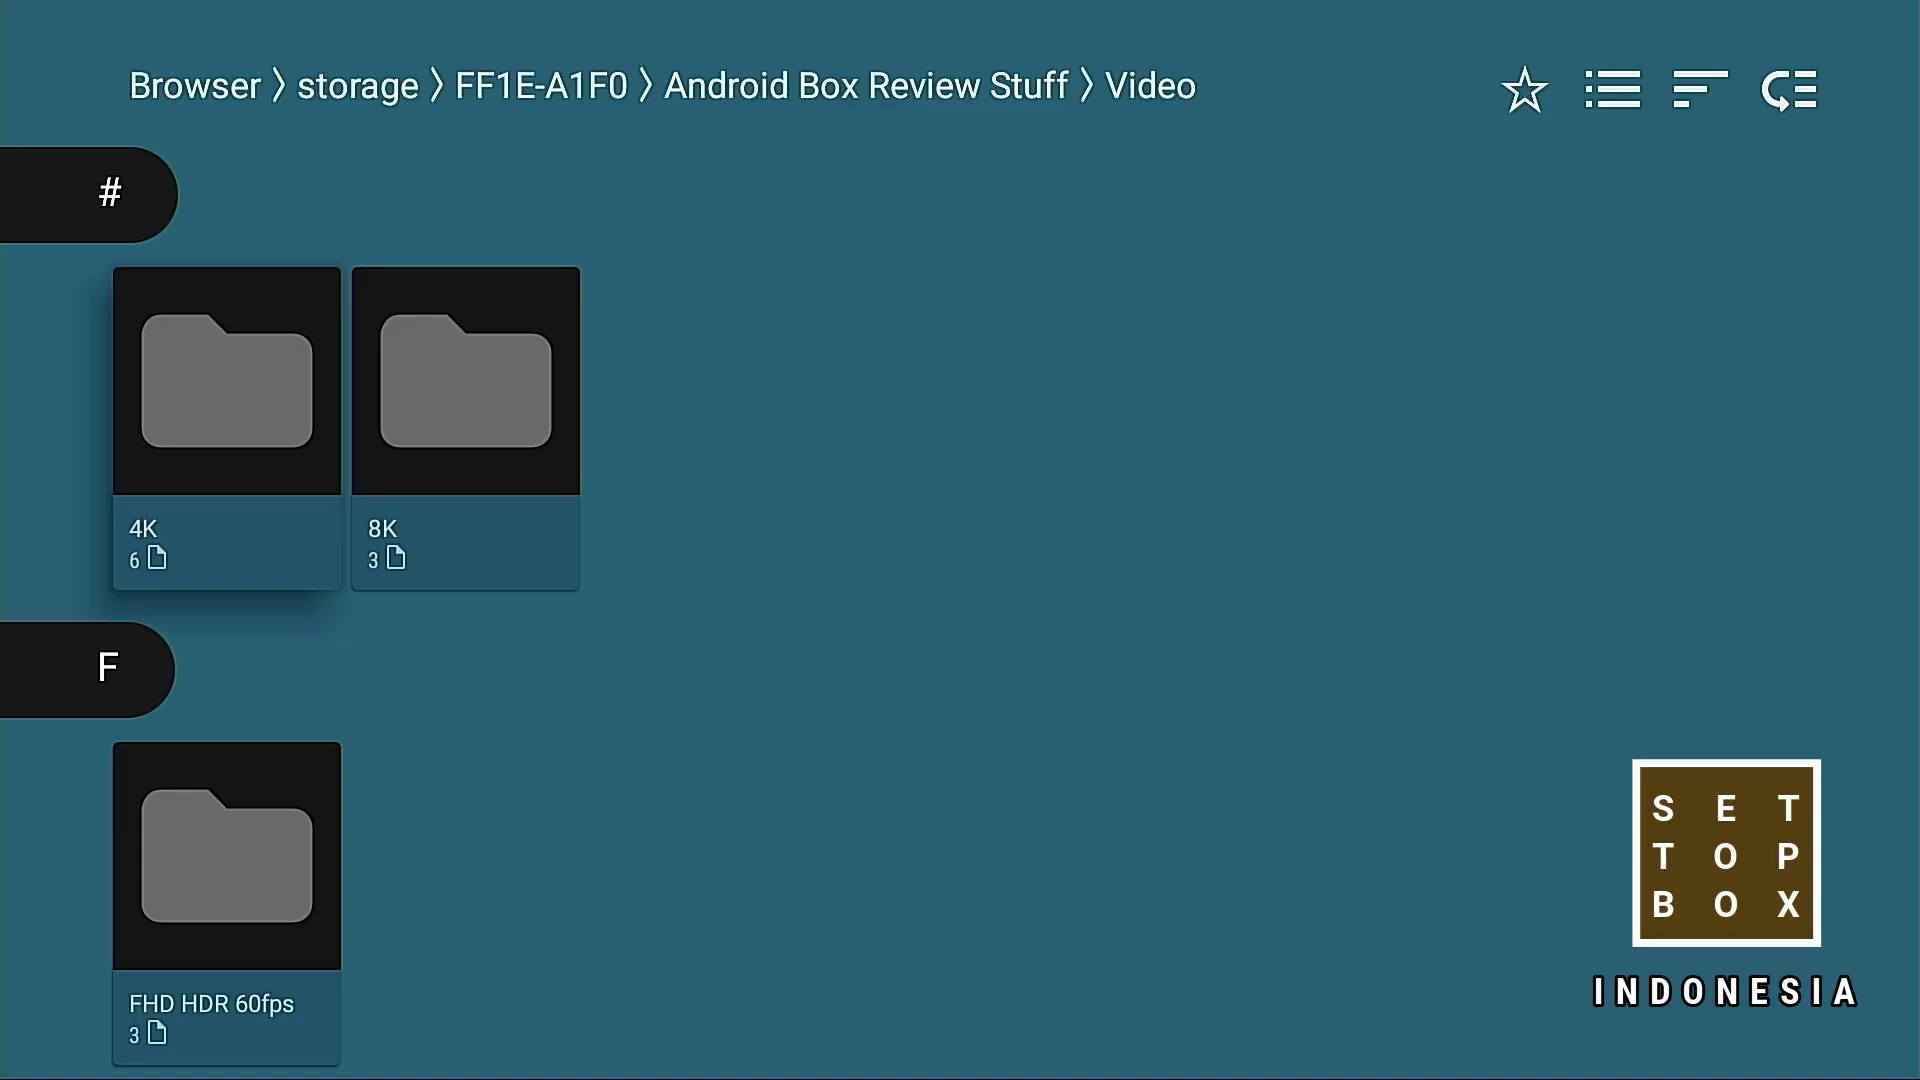 Browser 〉 storage 〉 FF1E-A1F0 〉 Android Box Review Stuff 〉 Video
#
4K
6
8K
3
F
FHD HDR 60fps
3
S E T
T O P
B O X
INDONESIA